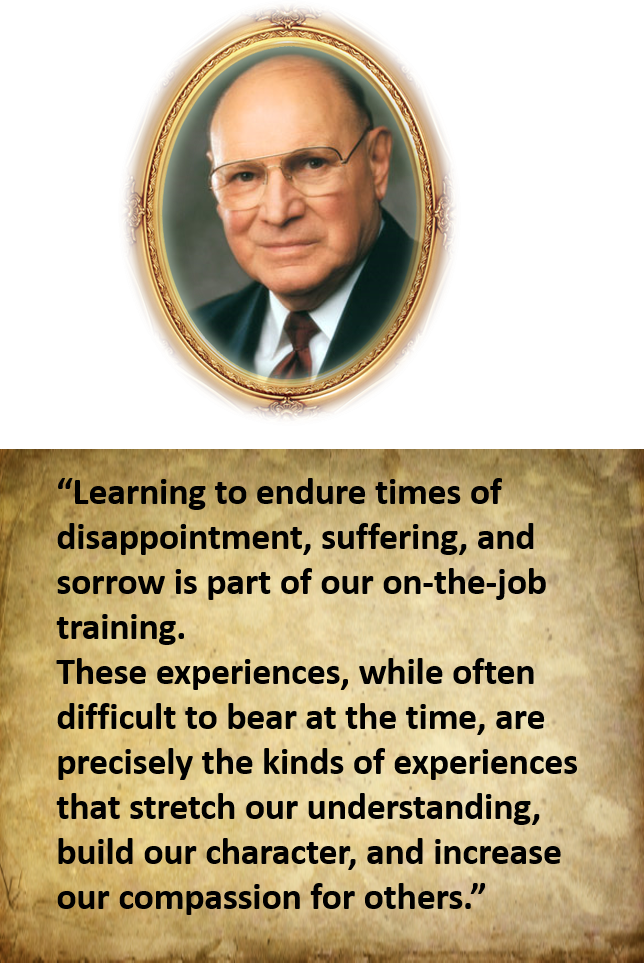 “Learning to endure times of
disappointment, suffering, and
sorrow is part of our on-the-job
training.
These experiences, while often
difficult to bear at the time, are
precisely the kinds of experiences
that stretch our understanding,
build our character, and increase
our compassion for others.”